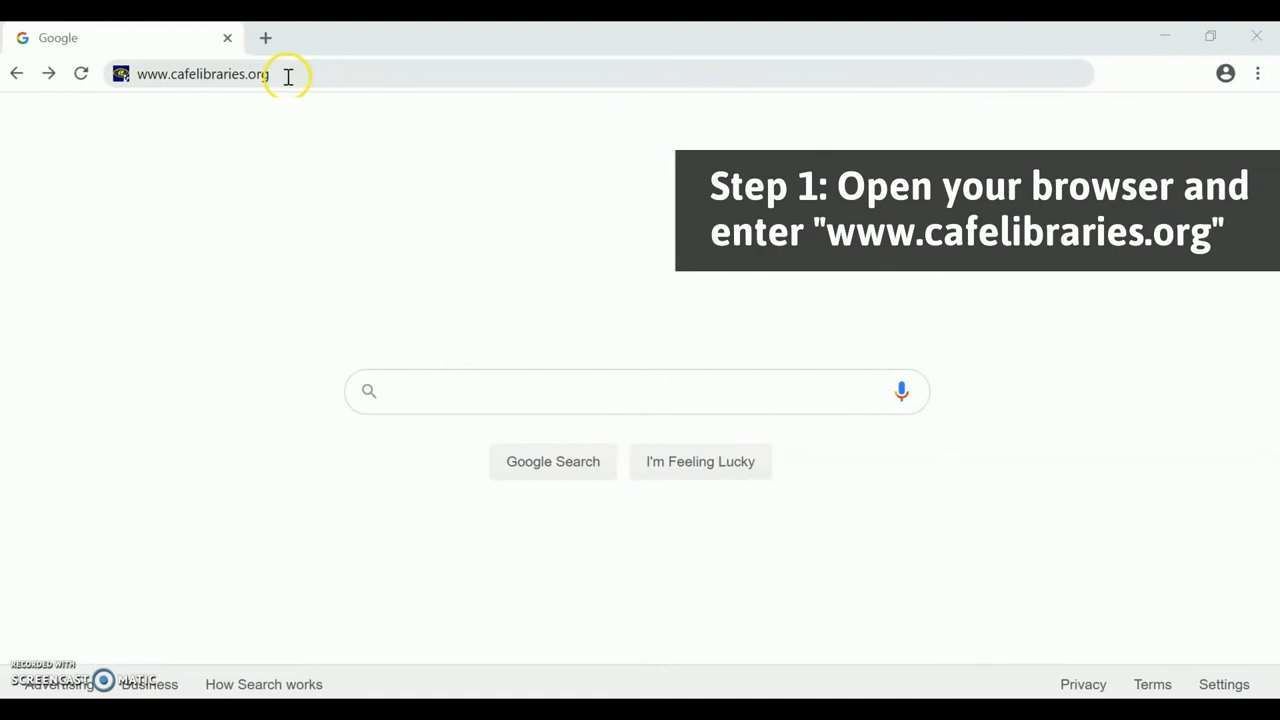 Google
www.cafelibraries.org
Step 1: Open your browser and
enter "www.cafelibraries.org"
Google Search
I'm Feeling Lucky
RECORDED WITH
SCREENCAST MATIC
Advertising
Business
How Search works
Privacy
Terms
Settings